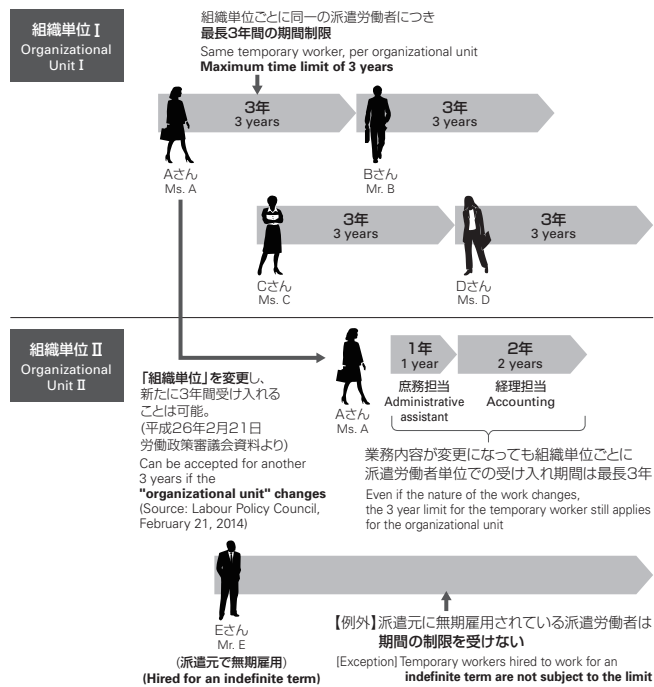 組織単位Ⅰ
Organizational
Unit Ⅰ
組織単位ごとに同一の派遣労働者につき
最長3年間の期間制限
Same temporary worker, per organizational unit
Maximum time limit of 3 years
3年
3 years
3年
3 years
Aさん
Ms. A
Bさん
Mr. B
3年
3 years
3年
3 years
Cさん
Ms. C
Dさん
Ms. D
組織単位Ⅱ
Organizational
Unit Ⅱ
「組織単位」を変更し、
新たに3年間受け入れる
ことは可能。
(平成26年2月21日
労働政策審議会資料より)
Can be accepted for another
3 years if the
"organizational unit" changes
(Source: Labour Policy Council,
February 21, 2014)
Aさん
Ms. A
1年
1 year
2年
2 years
庶務担当
Administrative
assistant
経理担当
Accounting
業務内容が変更になっても組織単位ごとに
派遣労働者単位での受け入れ期間は最長3年
Even if the nature of the work changes,
the 3 year limit for the temporary worker still applies
for the organizational unit
Eさん
Mr. E
(派遣元で無期雇用)
(Hired for an indefinite term)
【例外】派遣元に無期雇用されている派遣労働者は
期間の制限を受けない
[Exception] Temporary workers hired to work for an
indefinite term are not subject to the limit